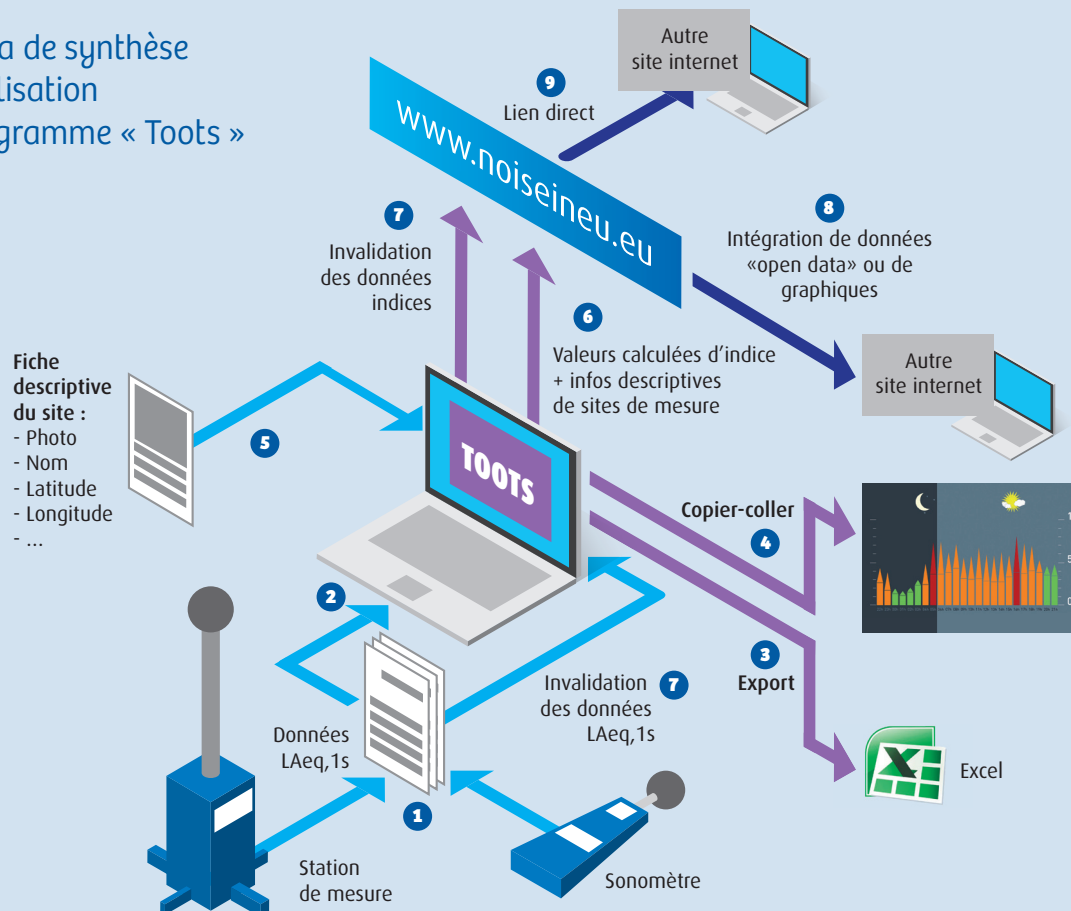 a de synthèse
lisation
gramme « Toots »
Autre
site internet
9
Lien direct
www.noiseineu.eu
7
Invalidation
des données
indices
8
Intégration de données
«open data» ou de
graphiques
6
Valeurs calculées d’indice
+ infos descriptives
de sites de mesure
Autre
site internet
Fiche
descriptive
du site :
- Photo
- Nom
- Latitude
- Longitude
- ...
5
TOOTS
Copier-coller
4
2
3
Export
Invalidation 7
des données
LAeq,1s
Données
LAeq,1s
1
Excel
Station
de mesure
Sonomètre